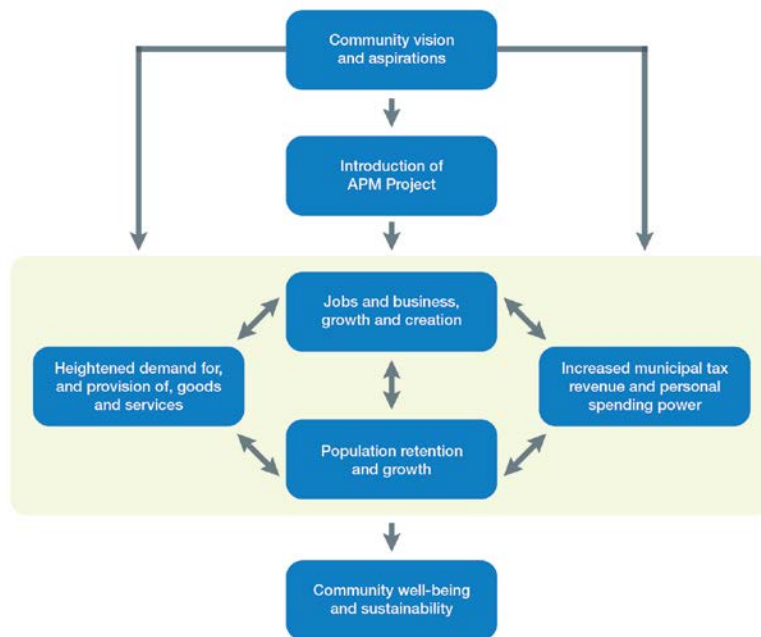 Community vision
and aspirations
Introduction of
APM Project
Jobs and business,
growth and creation
Heightened demand for,
and provision of, goods
and services
Increased municipal tax
revenue and personal
spending power
Population retention
and growth
Community well-being
and sustainability